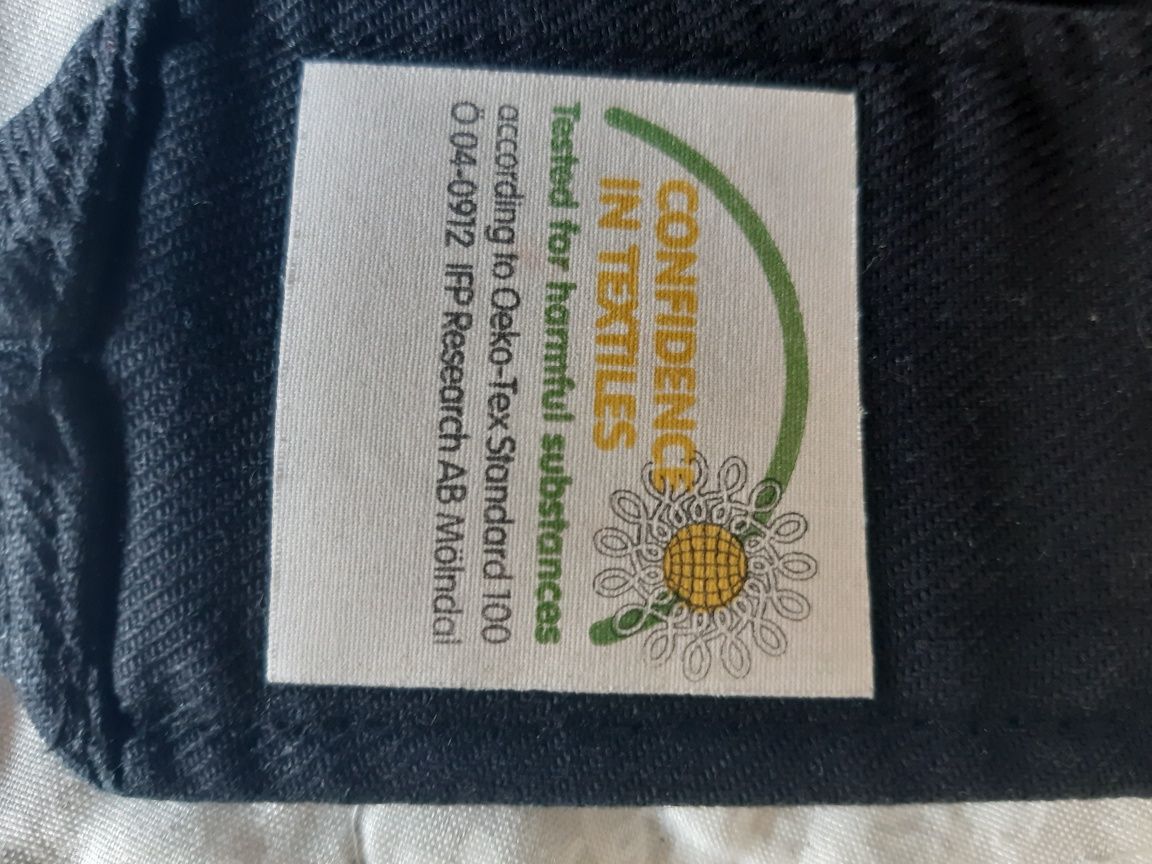 CONFIDENCE
IN TEXTILES
Tested for harmful substances
according to Oeko-Tex Standard 100
Ö 04-0912 IFP Research AB Mölndal